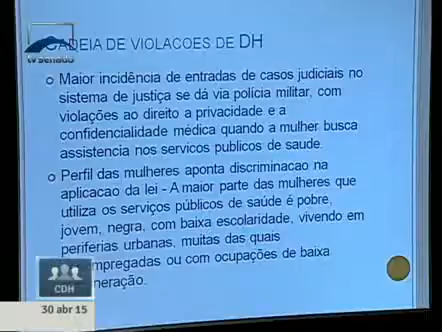 CADEIA DE VIOLACOES DE DH
tv Senado
Maior incidência de entradas de casos judiciais no
sistema de justiça se dá via polícia militar, com
violações ao direito a privacidade e a
confidencialidade médica quando a mulher busca
assistencia nos servicos publicos de saude.
Perfil das mulheres aponta discriminacao na
aplicacao da lei - A maior parte das mulheres que
utiliza os serviços públicos de saúde é pobre,
jovem, negra, com baixa escolaridade, vivendo em
periferias urbanas, muitas das quais
empregadas ou com ocupações de baixa
neração.
CDH
30 abr 15